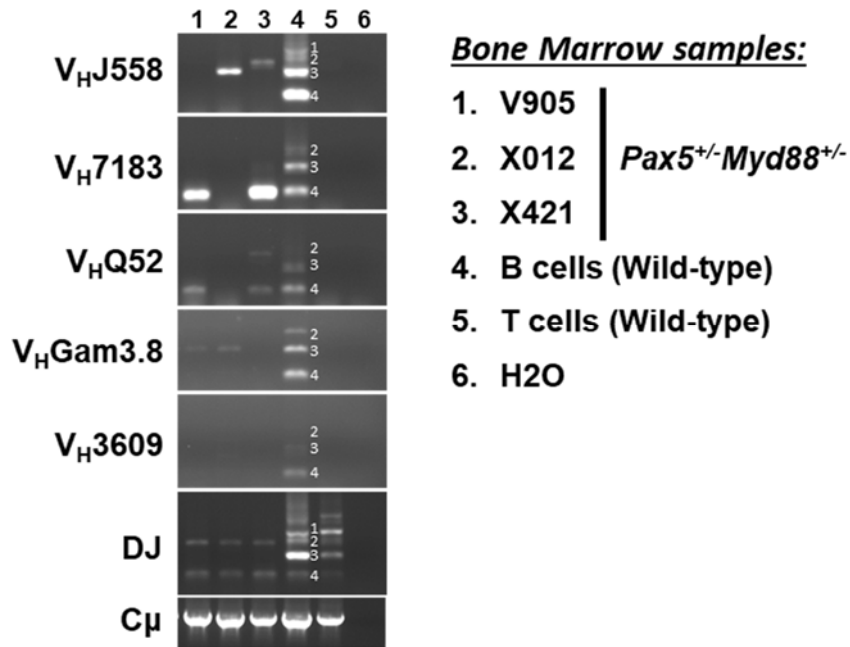 1 2 3 4 5 6
VHJ558
1
2
3
4
VH7183
2
3
4
VHQ52
2
3
4
VHGam3.8
2
3
4
VH3609
2
3
4
DJ
1
2
3
4
Cµ
Bone Marrow samples:
1. V905
2. X012
3. X421
Pax5+/-Myd88+/-
4. B cells (Wild-type)
5. T cells (Wild-type)
6. H2O